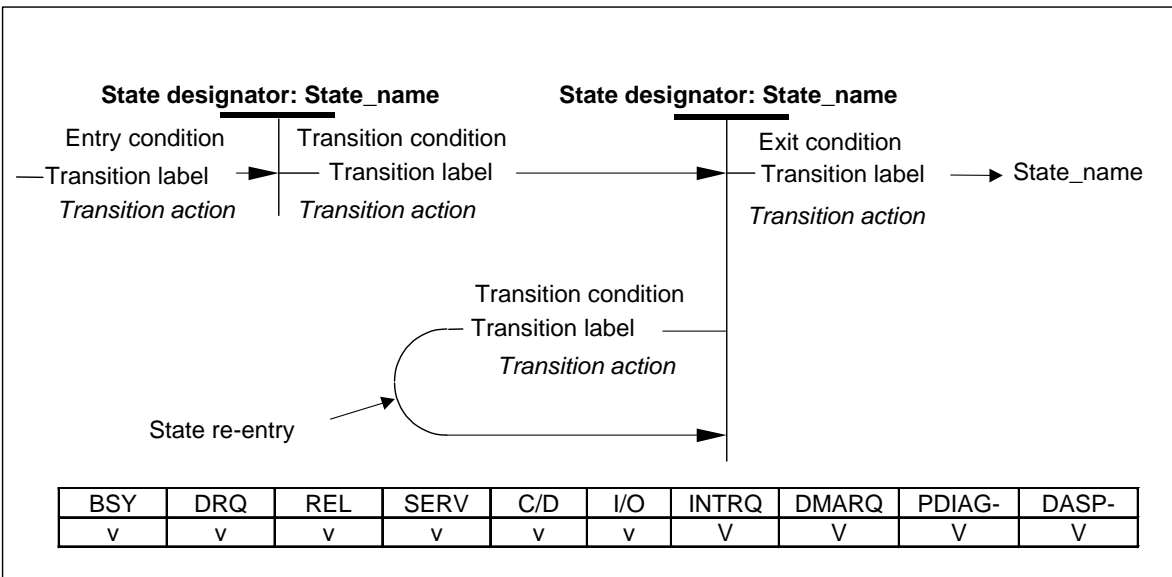 State designator: State_name State designator: State_name
Entry condition Transition condition Exit condition
Transition label Transition label Transition label State_name
Transition action Transition action Transition action
Transition condition
Transition label
Transition action
State re-entry
BSY DRQ REL SERV C/D I/O INTRQ DMARQ PDIAG- DASP-
v v v v v v V V V V